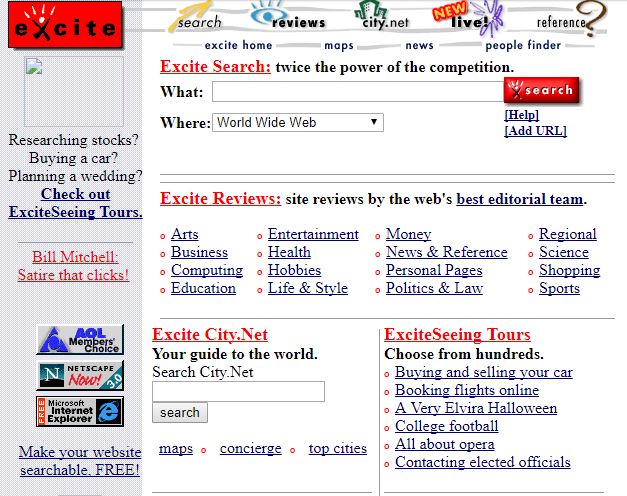 excite
search
reviews
city.net
NEW
live!
reference
excite home
maps
news
people finder
Researching stocks?
Buying a car?
Planning a wedding?
Check out
ExciteSeeing Tours.
Bill Mitchell:
Satire that clicks!
AOL
Members'
Choice
NETSCAPE
Now! 3.0
FREE
Microsoft
Internet
Explorer
Make your website
searchable, FREE!
Excite Search: twice the power of the competition.
What:
search
[Help]
[Add URL]
Where: World Wide Web
Excite Reviews: site reviews by the web's best editorial team.
Arts Entertainment Money Regional
Business Health News & Reference Science
Computing Hobbies Personal Pages Shopping
Education Life & Style Politics & Law Sports
Excite City.Net
Your guide to the world.
Search City.Net
search
maps concierge top cities
ExciteSeeing Tours
Choose from hundreds.
Buying and selling your car
Booking flights online
A Very Elvira Halloween
College football
All about opera
Contacting elected officials